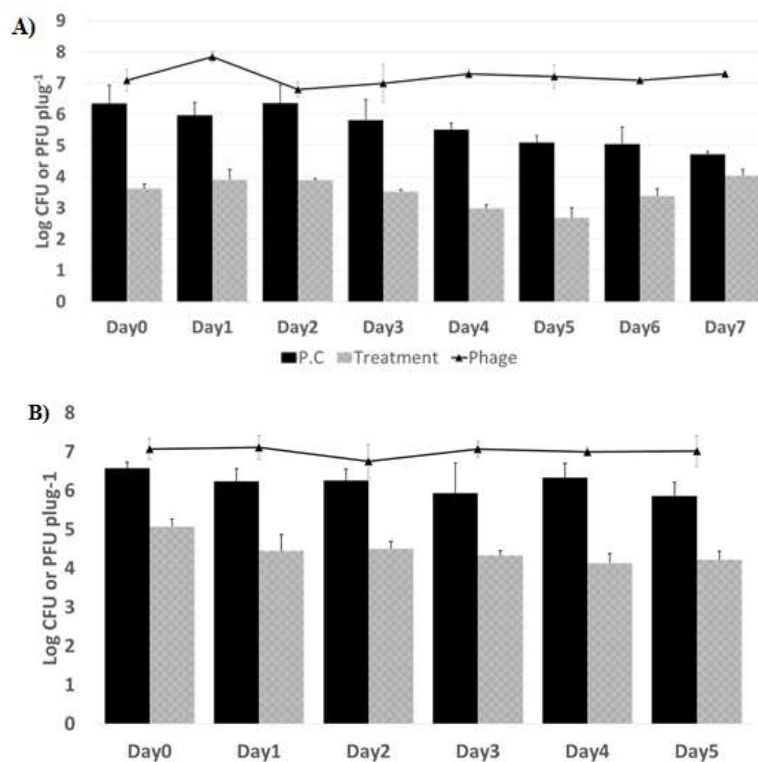 A)
9
8
7
6
5
4
3
2
1
0
Log CFU or PFU plug⁻¹
Day0 Day1 Day2 Day3 Day4 Day5 Day6 Day7
P.C Treatment Phage
B)
8
7
6
5
4
3
2
1
0
Log CFU or PFU plug-1
Day0 Day1 Day2 Day3 Day4 Day5